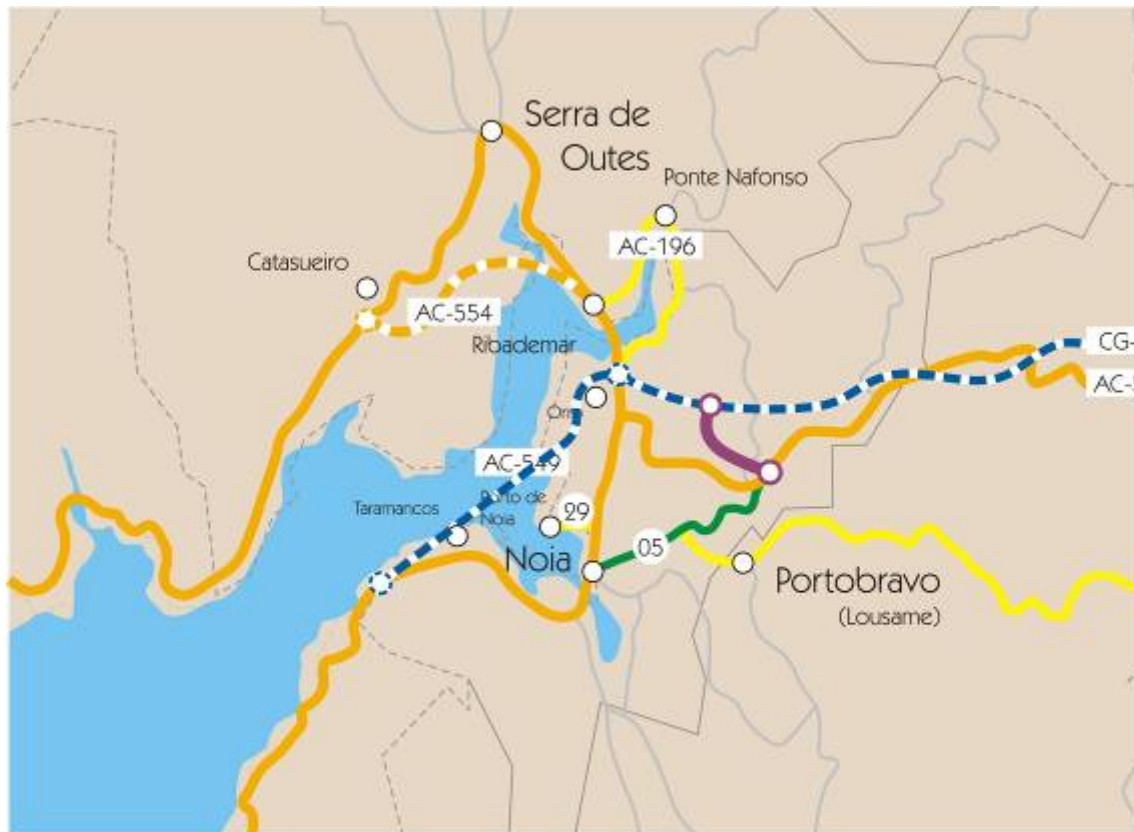 Serra de
Outes
Ponte Nafonso
AC-196
Catasueiro
AC-554
Ribademar
CG-
AC-
AC-549
Taramancos
Porto de
Noia
29
Noia
05
Portobravo
(Lousame)